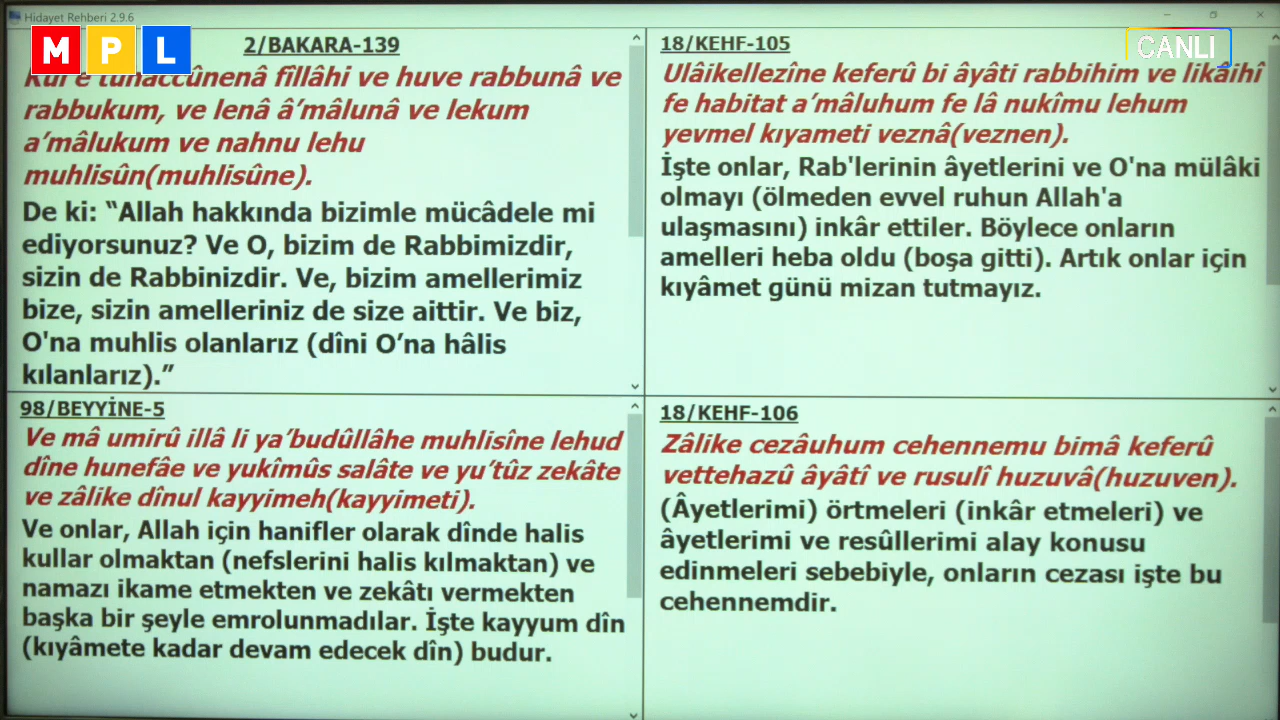 Hidayet Rehberi 2.9.6
MPL
CANLI
2/BAKARA-139
Kul e tuhâccûnenâ fîllâhi ve huve rabbunâ ve
rabbukum, ve lenâ â’mâlunâ ve lekum
a’mâlukum ve nahnu lehu
muhlisûn(muhlisûne).
De ki: “Allah hakkında bizimle mücâdele mi
ediyorsunuz? Ve O, bizim de Rabbimizdir,
sizin de Rabbinizdir. Ve, bizim amellerimiz
bize, sizin amelleriniz de size aittir. Ve biz,
O'na muhlis olanlarız (dîni O’na hâlis
kılanlarız).”
18/KEHF-105
Ulâikellezîne keferû bi âyâti rabbihim ve likâihî
fe habitat a’mâluhum fe lâ nukîmu lehum
yevmel kıyameti veznâ(veznen).
İşte onlar, Rab'lerinin âyetlerini ve O'na mülâki
olmayı (ölmeden evvel ruhun Allah'a
ulaşmasını) inkâr ettiler. Böylece onların
amelleri heba oldu (boşa gitti). Artık onlar için
kıyâmet günü mizan tutmayız.
98/BEYYİNE-5
Ve mâ umirû illâ li ya’budûllâhe muhlisîne lehud
dîne hunefâe ve yukîmûs salâte ve yu’tûz zekâte
ve zâlike dînul kayyimeh(kayyimeti).
Ve onlar, Allah için hanifler olarak dînde halis
kullar olmaktan (nefslerini halis kılmaktan) ve
namazı ikame etmekten ve zekâtı vermekten
başka bir şeyle emrolunmadılar. İşte kayyum dîn
(kıyâmete kadar devam edecek dîn) budur.
18/KEHF-106
Zâlike cezâuhum cehennemu bimâ keferû
vettehazû âyâtî ve rusulî huzuvâ(huzuven).
(Âyetlerimi) örtmeleri (inkâr etmeleri) ve
âyetlerimi ve resûllerimi alay konusu
edinmeleri sebebiyle, onların cezası işte bu
cehennemdir.